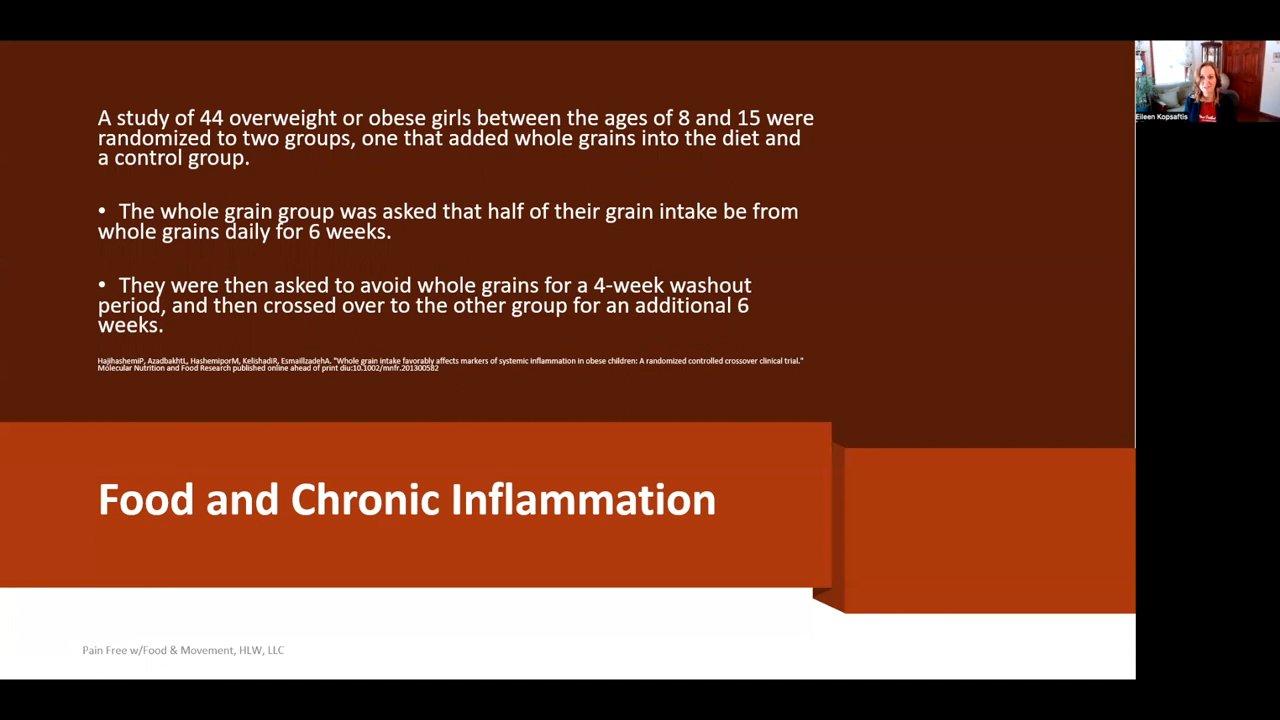 A study of 44 overweight or obese girls between the ages of 8 and 15 were
randomized to two groups, one that added whole grains into the diet and
a control group.
• The whole grain group was asked that half of their grain intake be from
whole grains daily for 6 weeks.
• They were then asked to avoid whole grains for a 4-week washout
period, and then crossed over to the other group for an additional 6
weeks.
HajihashemiP, AzadbakhtL, HashemiporM, KelishadiR, EsmaillzadehA. "Whole grain intake favorably affects markers of systemic inflammation in obese children: A randomized controlled crossover clinical trial."
Molecular Nutrition and Food Research published online ahead of print diu:10.1002/mnfr.201300582
Food and Chronic Inflammation
Pain Free w/Food & Movement, HLW, LLC
Eileen Kopsaftis